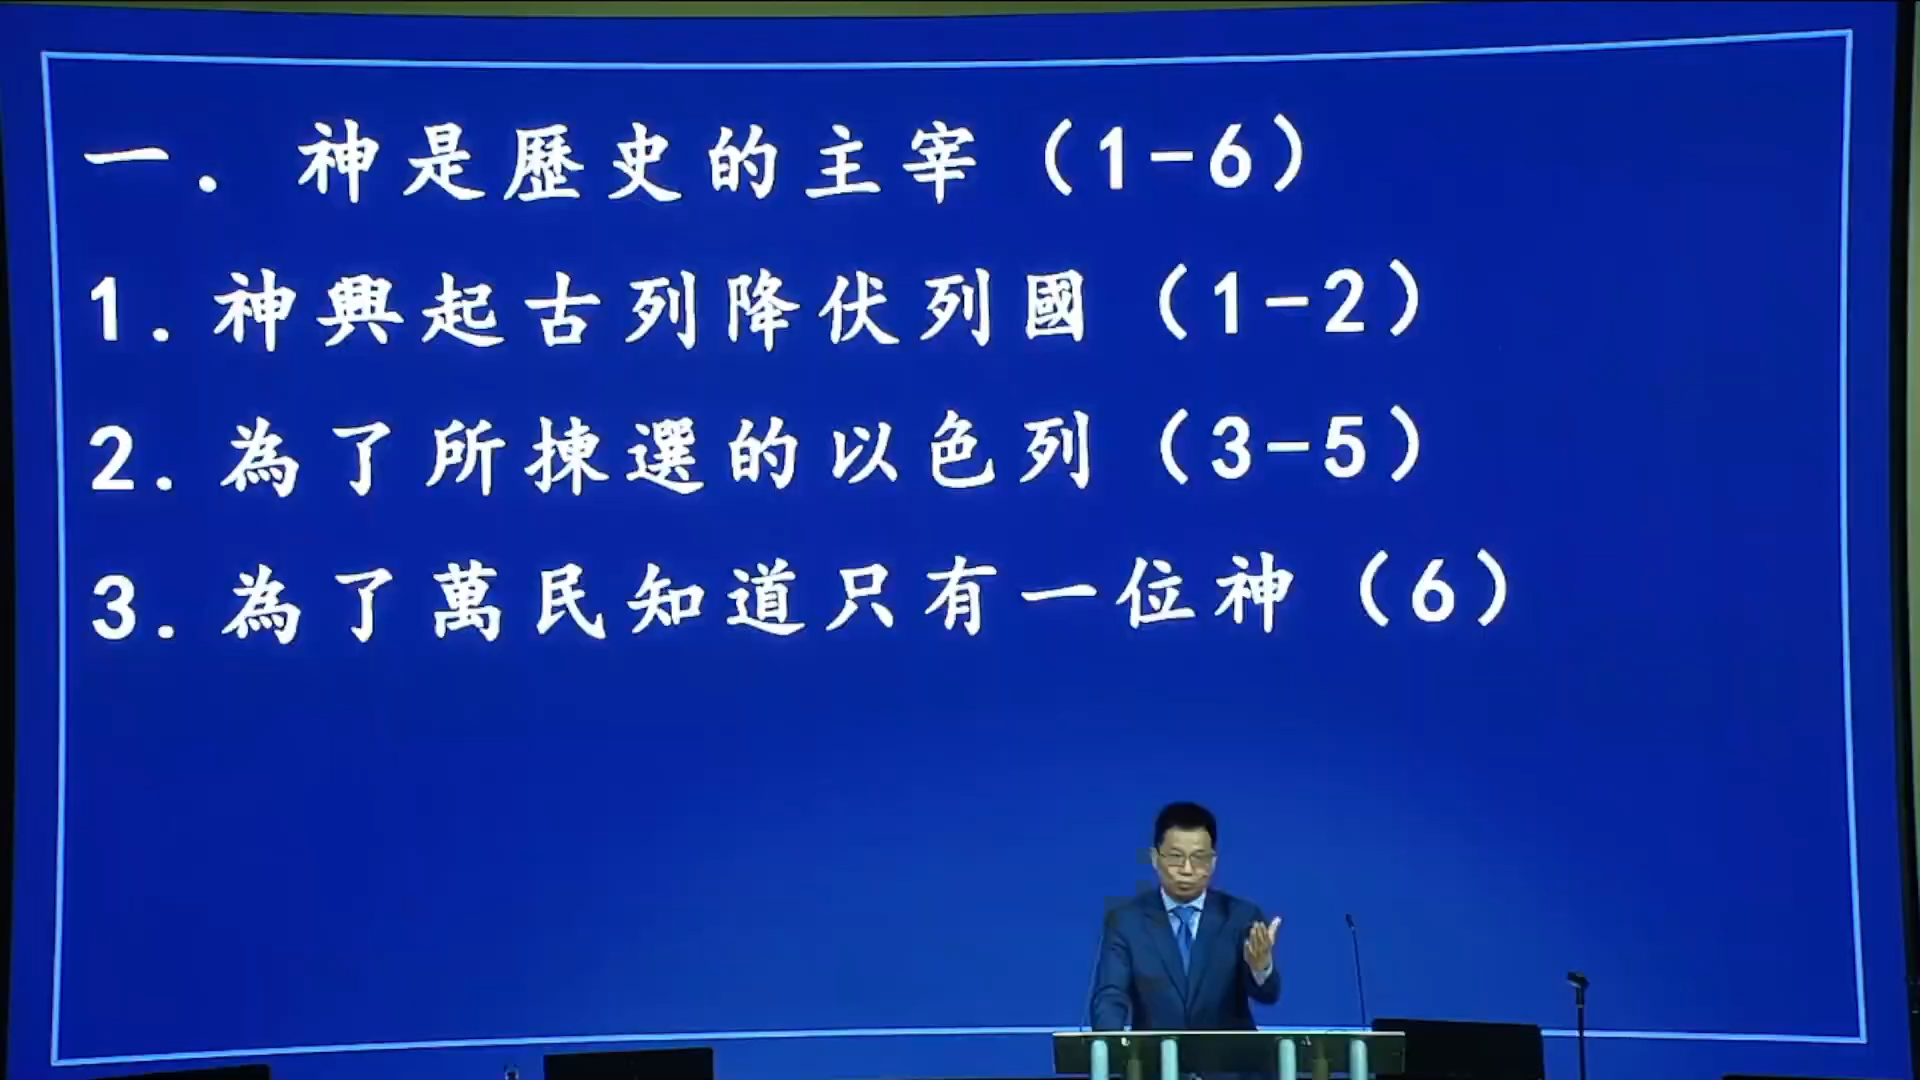 一．神是歷史的主宰（1-6）
1.神興起古列降伏列國（1-2）
2.為了所揀選的以色列（3-5）
3.為了萬民知道只有一位神（6）